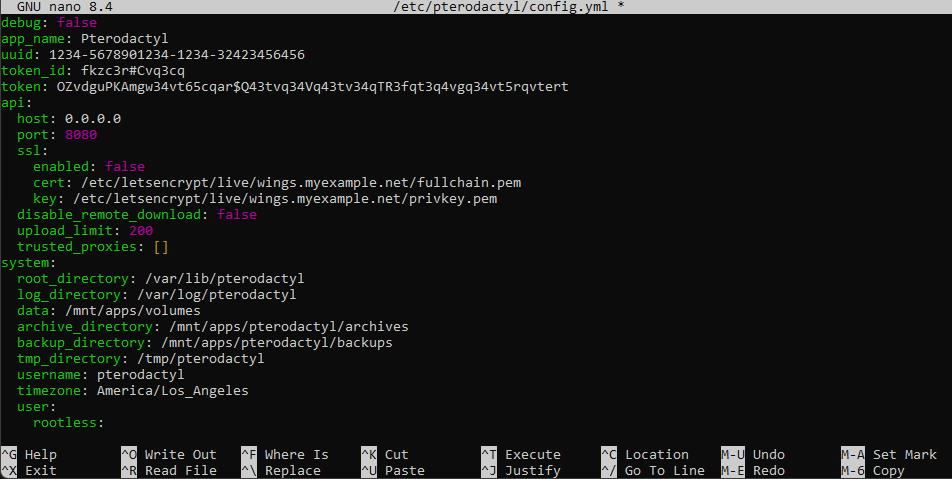 GNU nano 8.4 /etc/pterodactyl/config.yml *
debug: false
app_name: Pterodactyl
uuid: 1234-5678901234-1234-32423456456
token_id: fkzc3r#Cvq3cq
token: OZvdguPKAmgw34vt65cqar$Q43tvq34Vq43tv34qTR3fqt3q4vgq34vt5rqvtert
api:
  host: 0.0.0.0
  port: 8080
  ssl:
    enabled: false
    cert: /etc/letsencrypt/live/wings.myexample.net/fullchain.pem
    key: /etc/letsencrypt/live/wings.myexample.net/privkey.pem
  disable_remote_download: false
  upload_limit: 200
  trusted_proxies: []
system:
  root_directory: /var/lib/pterodactyl
  log_directory: /var/log/pterodactyl
  data: /mnt/apps/volumes
  archive_directory: /mnt/apps/pterodactyl/archives
  backup_directory: /mnt/apps/pterodactyl/backups
  tmp_directory: /tmp/pterodactyl
  username: pterodactyl
  timezone: America/Los_Angeles
  user:
    rootless:
^G Help ^O Write Out ^F Where Is ^K Cut ^T Execute ^C Location M-U Undo M-A Set Mark
^X Exit ^R Read File ^\ Replace ^U Paste ^J Justify ^/ Go To Line M-E Redo M-6 Copy